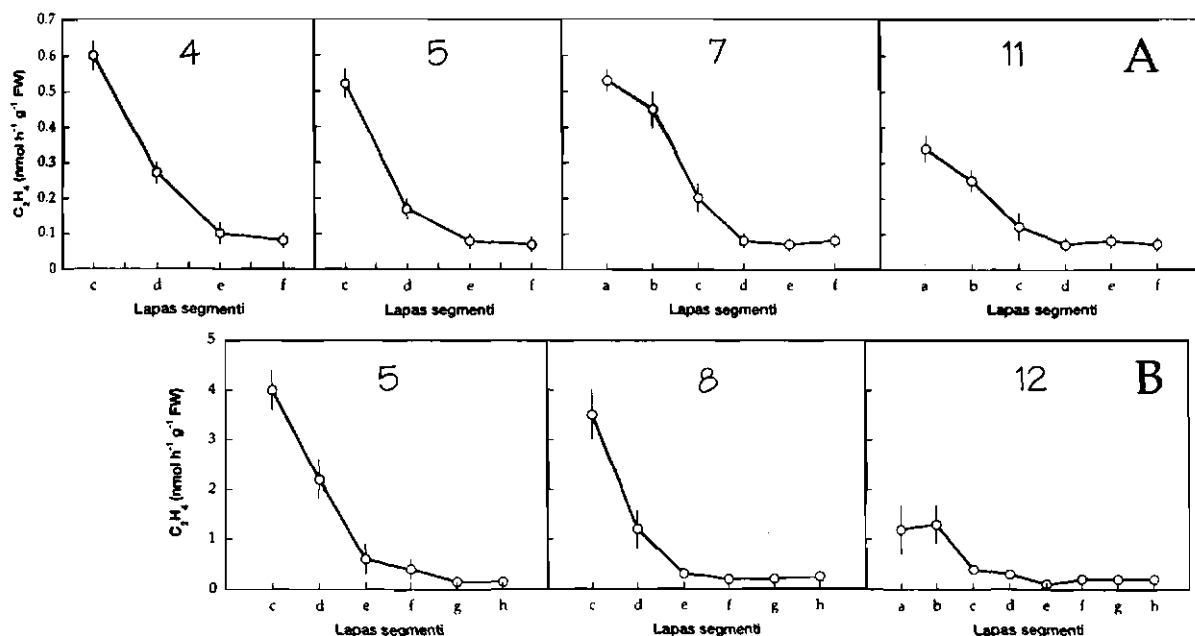 4 5 7 11 A
C₂H₄ (nmol h⁻¹ g⁻¹ FW)
0.7
0.6
0.5
0.4
0.3
0.2
0.1
0
c d e f c d e f a b c d e f a b c d e f
Lapas segmenti Lapas segmenti Lapas segmenti Lapas segmenti
5 8 12 B
C₂H₄ (nmol h⁻¹ g⁻¹ FW)
5
4
3
2
1
0
c d e f g h c d e f g h a b c d e f g h
Lapas segmenti Lapas segmenti Lapas segmenti